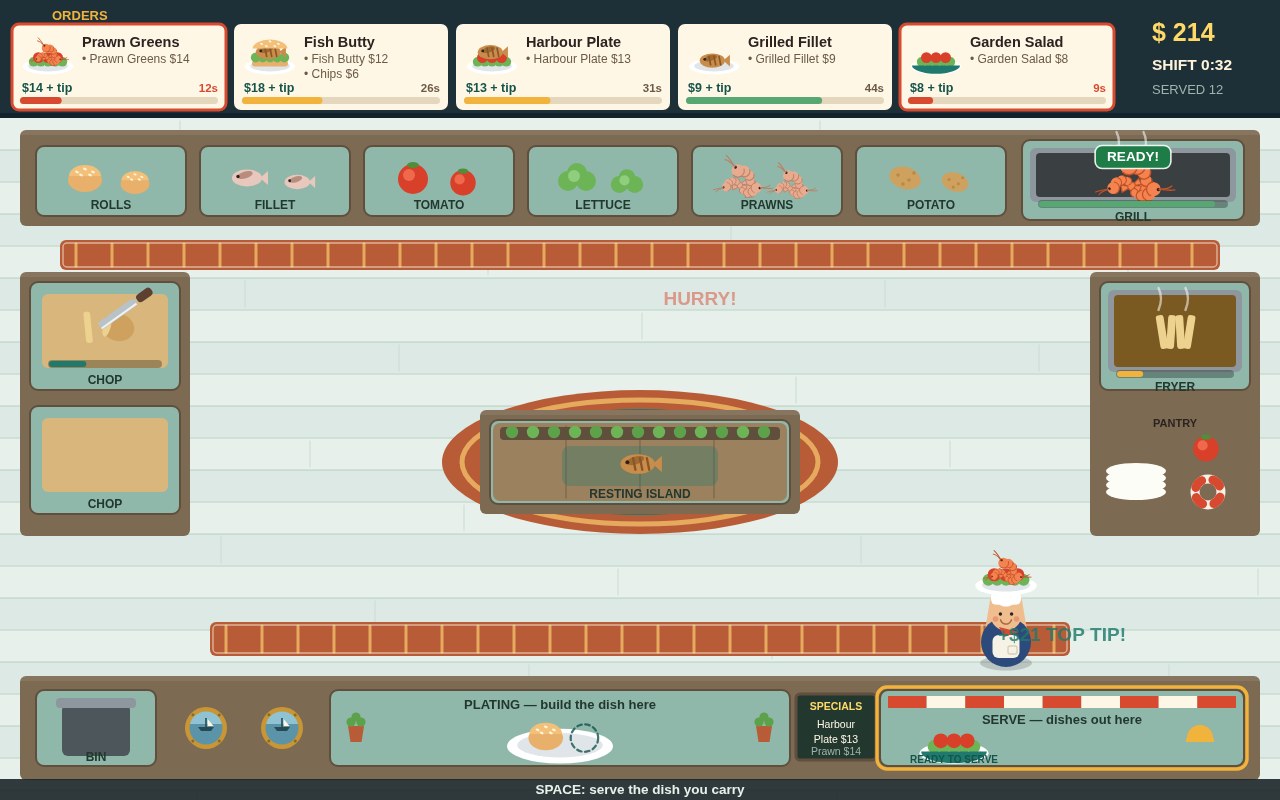 ORDERS
Prawn Greens
• Prawn Greens $14
$14 + tip
12s
Fish Butty
• Fish Butty $12
• Chips $6
$18 + tip
26s
Harbour Plate
• Harbour Plate $13
$13 + tip
31s
Grilled Fillet
• Grilled Fillet $9
$9 + tip
44s
Garden Salad
• Garden Salad $8
$8 + tip
9s
$ 214
SHIFT 0:32
SERVED 12
ROLLS
FILLET
TOMATO
LETTUCE
PRAWNS
POTATO
READY!
GRILL
HURRY!
CHOP
CHOP
FRYER
PANTRY
RESTING ISLAND
+$21 TOP TIP!
BIN
PLATING — build the dish here
SPECIALS
Harbour
Plate $13
Prawn $14
SERVE — dishes out here
READY TO SERVE
SPACE: serve the dish you carry